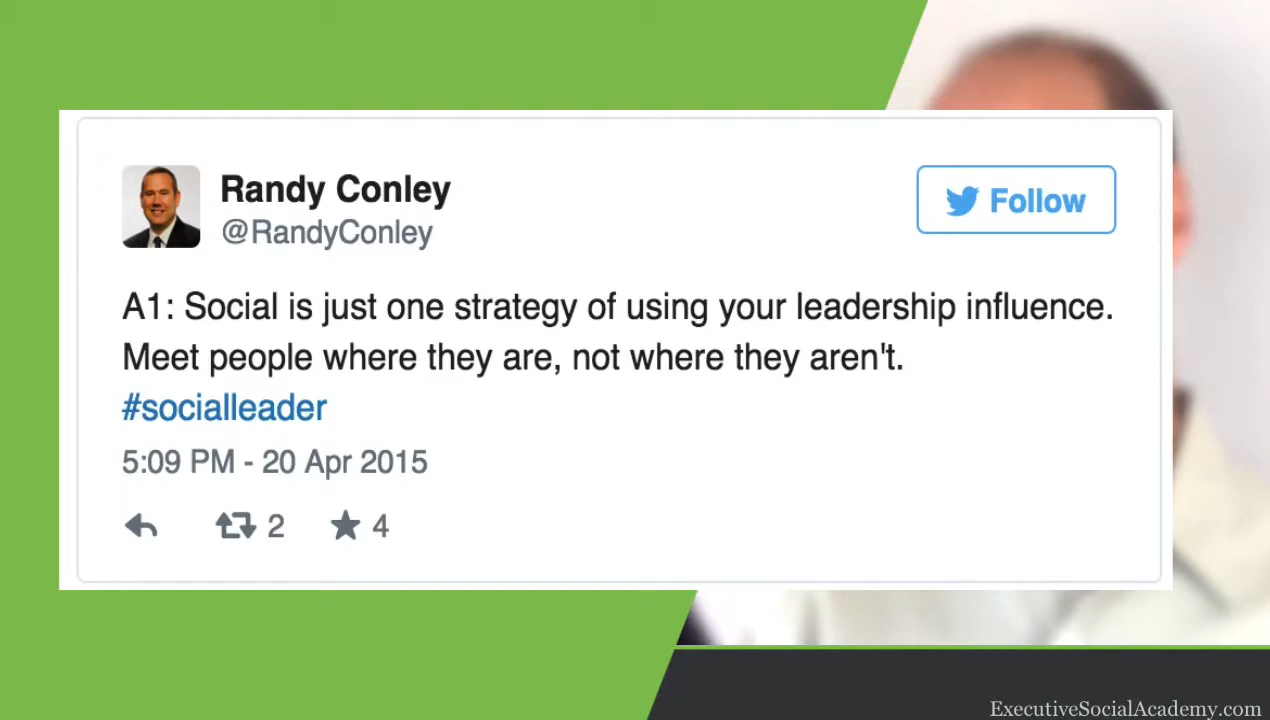 Randy Conley
@RandyConley
Follow
A1: Social is just one strategy of using your leadership influence.
Meet people where they are, not where they aren't.
#socialleader
5:09 PM - 20 Apr 2015
2 4
ExecutiveSocialAcademy.com